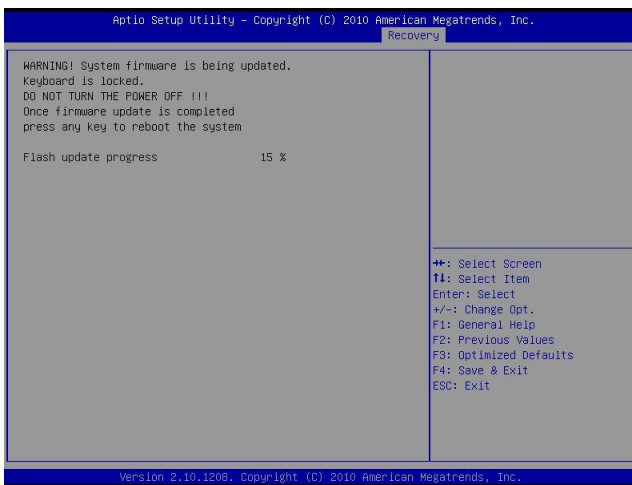 Aptio Setup Utility – Copyright (C) 2010 American Megatrends, Inc.
Recovery
WARNING! System firmware is being updated.
Keyboard is locked.
DO NOT TURN THE POWER OFF !!!
Once firmware update is completed
press any key to reboot the system
Flash update progress 15 %
→←: Select Screen
↑↓: Select Item
Enter: Select
+/-: Change Opt.
F1: General Help
F2: Previous Values
F3: Optimized Defaults
F4: Save & Exit
ESC: Exit
Version 2.10.1208. Copyright (C) 2010 American Megatrends, Inc.